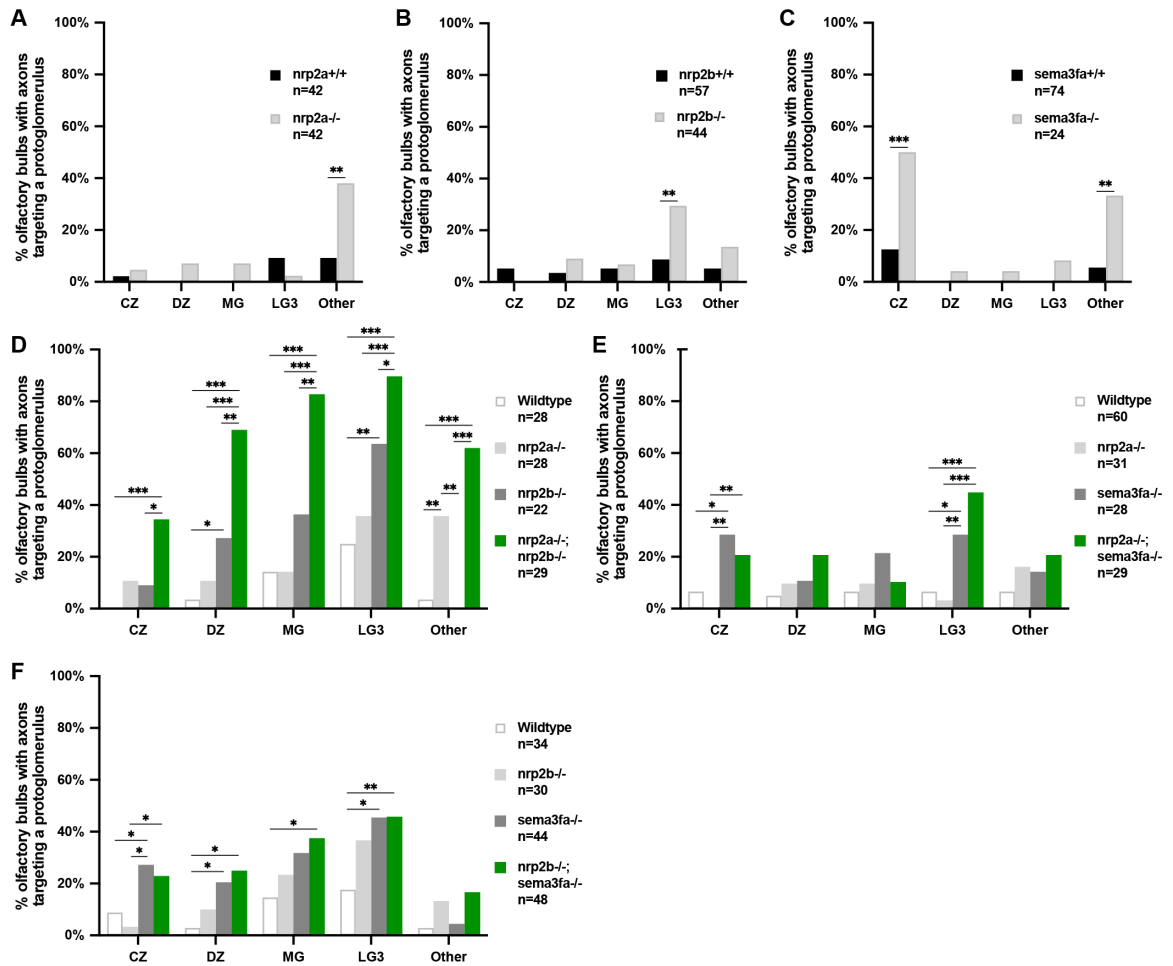 A
% olfactory bulbs with axons
targeting a protoglomerulus
100%
80%
60%
40%
20%
0%
nrp2a+/+
n=42
nrp2a-/-
n=42
**
CZ DZ MG LG3 Other
B
% olfactory bulbs with axons
targeting a protoglomerulus
100%
80%
60%
40%
20%
0%
nrp2b+/+
n=57
nrp2b-/-
n=44
**
CZ DZ MG LG3 Other
C
% olfactory bulbs with axons
targeting a protoglomerulus
100%
80%
60%
40%
20%
0%
sema3fa+/+
n=74
sema3fa-/-
n=24
***
**
CZ DZ MG LG3 Other
D
% olfactory bulbs with axons
targeting a protoglomerulus
100%
80%
60%
40%
20%
0%
***
*
***
***
**
*
***
***
**
***
***
*
**
***
***
**
**
CZ DZ MG LG3 Other
Wildtype
n=28
nrp2a-/-
n=28
nrp2b-/-
n=22
nrp2a-/-;
nrp2b-/-
n=29
E
% olfactory bulbs with axons
targeting a protoglomerulus
100%
80%
60%
40%
20%
0%
**
*
**
***
***
*
**
CZ DZ MG LG3 Other
Wildtype
n=60
nrp2a-/-
n=31
sema3fa-/-
n=28
nrp2a-/-;
sema3fa-/-
n=29
F
% olfactory bulbs with axons
targeting a protoglomerulus
100%
80%
60%
40%
20%
0%
*
*
*
*
*
*
**
*
CZ DZ MG LG3 Other
Wildtype
n=34
nrp2b-/-
n=30
sema3fa-/-
n=44
nrp2b-/-;
sema3fa-/-
n=48